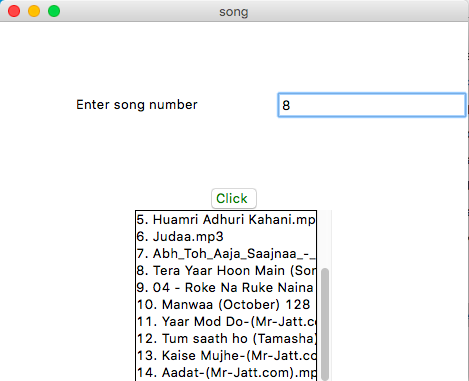 song
Enter song number
8
Click
5. Huamri Adhuri Kahani.mp
6. Judaa.mp3
7. Abh_Toh_Aaja_Saajnaa_-_
8. Tera Yaar Hoon Main (Son
9. 04 - Roke Na Ruke Naina
10. Manwaa (October) 128
11. Yaar Mod Do-(Mr-Jatt.co
12. Tum saath ho (Tamasha)
13. Kaise Mujhe-(Mr-Jatt.co
14. Aadat-(Mr-Jatt.com).mp